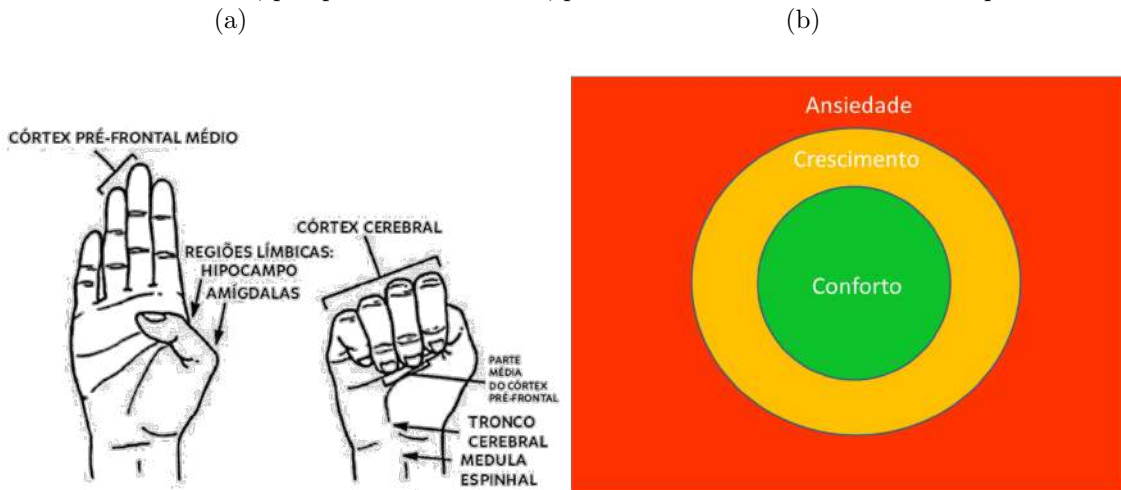 (a)
(b)
CÓRTEX PRÉ-FRONTAL MÉDIO
REGIÕES LÍMBICAS:
HIPOCAMPO
AMÍGDALAS
CÓRTEX CEREBRAL
PARTE
MÉDIA
DO CÓRTEX
PRÉ-FRONTAL
TRONCO
CEREBRAL
MEDULA
ESPINHAL
Ansiedade
Crescimento
Conforto